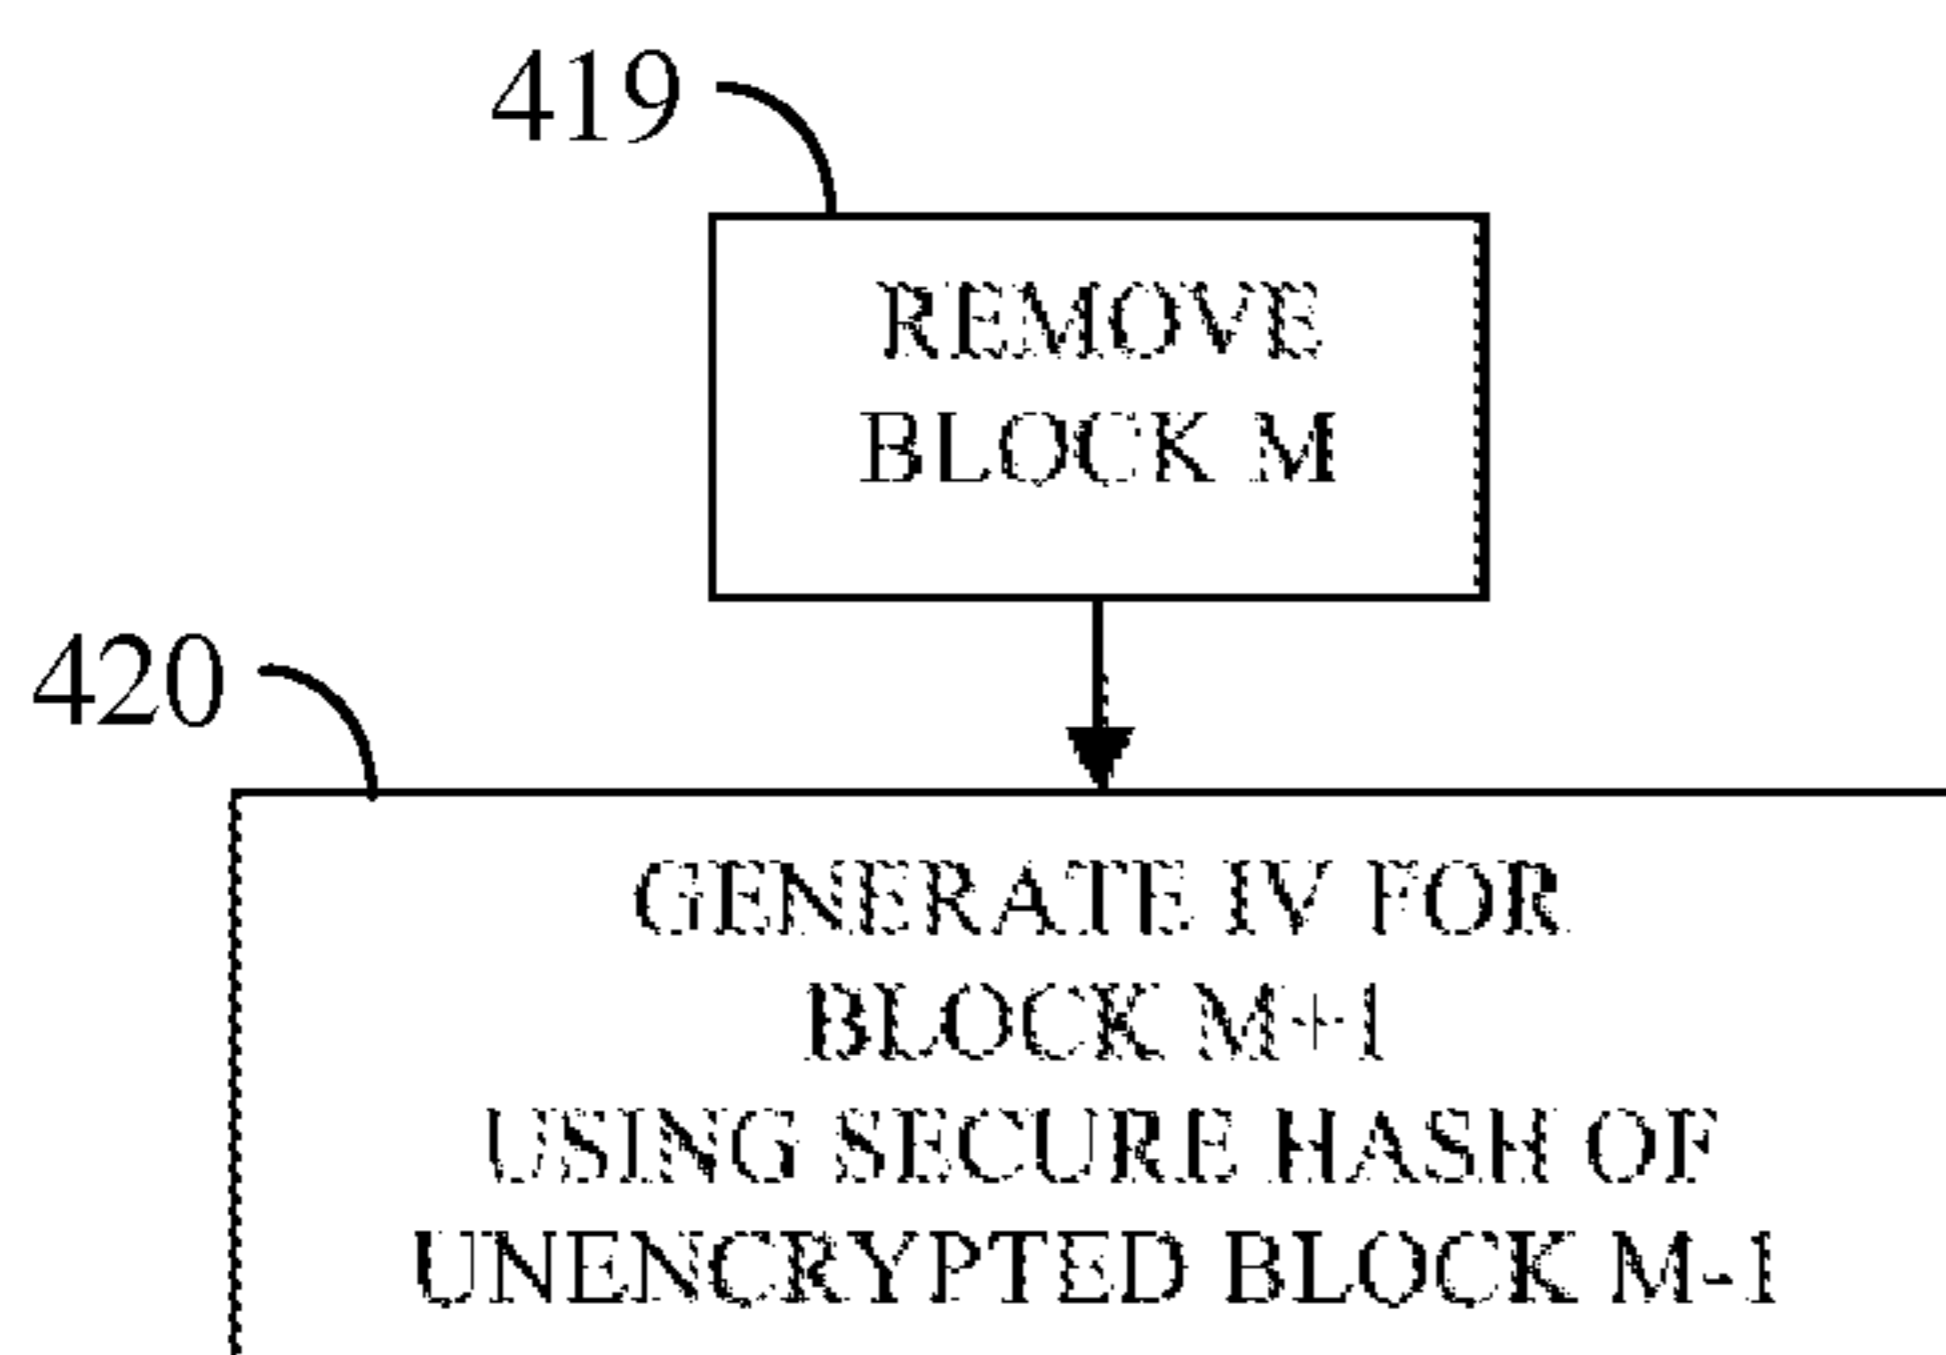 419
REMOVE
BLOCK M
420
GENERATE IV FOR
BLOCK M+1
USING SECURE HASH OF
UNENCRYPTED BLOCK M-1